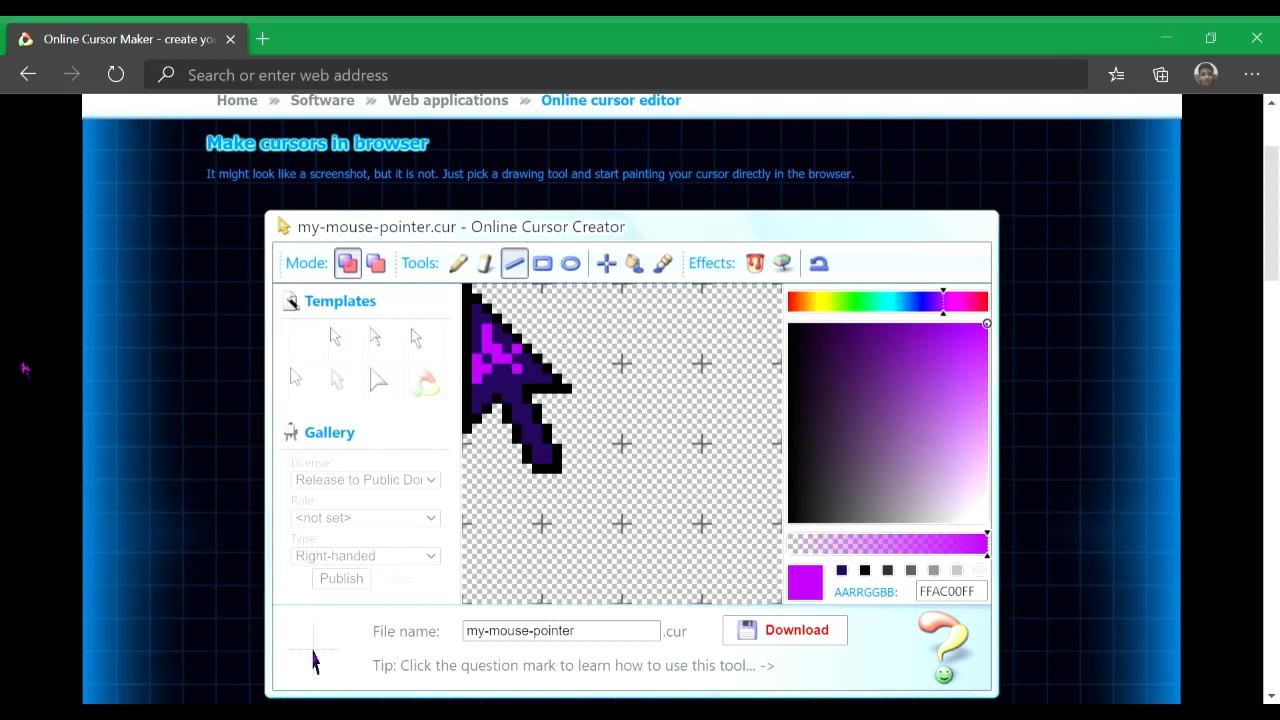 Online Cursor Maker - create you
Search or enter web address
Home » Software » Web applications » Online cursor editor
Make cursors in browser
It might look like a screenshot, but it is not. Just pick a drawing tool and start painting your cursor directly in the browser.
my-mouse-pointer.cur - Online Cursor Creator
Mode: Tools: Effects:
Templates
Gallery
License:
Release to Public Do
Role:
<not set>
Type:
Right-handed
Publish
AARRGGBB: FFAC00FF
File name: my-mouse-pointer .cur Download
Tip: Click the question mark to learn how to use this tool... ->